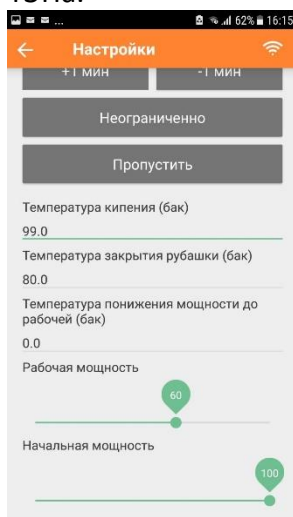 62% 16:15
Настройки
+1 мин -1 мин
Неограниченно
Пропустить
Температура кипения (бак)
99.0
Температура закрытия рубашки (бак)
80.0
Температура понижения мощности до
рабочей (бак)
0.0
Рабочая мощность
60
Начальная мощность
100